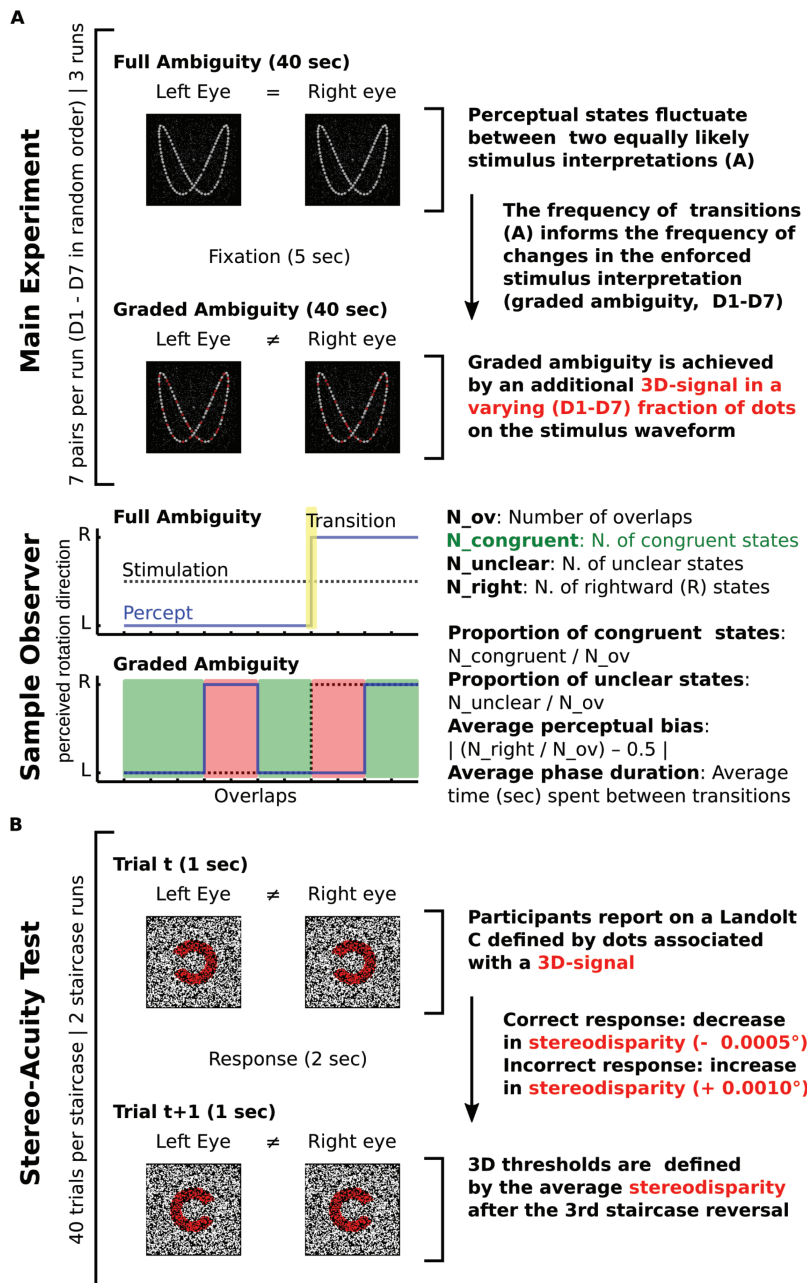 A
Main Experiment
7 pairs per run (D1 - D7 in random order) | 3 runs
Full Ambiguity (40 sec)
Left Eye = Right eye
Perceptual states fluctuate
between two equally likely
stimulus interpretations (A)
The frequency of transitions
(A) informs the frequency of
changes in the enforced
stimulus interpretation
(graded ambiguity, D1-D7)
Fixation (5 sec)
Graded Ambiguity (40 sec)
Left Eye ≠ Right eye
Graded ambiguity is achieved
by an additional 3D-signal in a
varying (D1-D7) fraction of dots
on the stimulus waveform
Sample Observer
perceived rotation direction
Full Ambiguity
Transition
R
Stimulation
Percept
L
Graded Ambiguity
R
L
Overlaps
N_ov: Number of overlaps
N_congruent: N. of congruent states
N_unclear: N. of unclear states
N_right: N. of rightward (R) states
Proportion of congruent states:
N_congruent / N_ov
Proportion of unclear states:
N_unclear / N_ov
Average perceptual bias:
| (N_right / N_ov) – 0.5 |
Average phase duration: Average
time (sec) spent between transitions
B
Stereo-Acuity Test
40 trials per staircase | 2 staircase runs
Trial t (1 sec)
Left Eye ≠ Right eye
Participants report on a Landolt
C defined by dots associated
with a 3D-signal
Response (2 sec)
Correct response: decrease
in stereodisparity (- 0.0005°)
Incorrect response: increase
in stereodisparity (+ 0.0010°)
Trial t+1 (1 sec)
Left Eye ≠ Right eye
3D thresholds are defined
by the average stereodisparity
after the 3rd staircase reversal